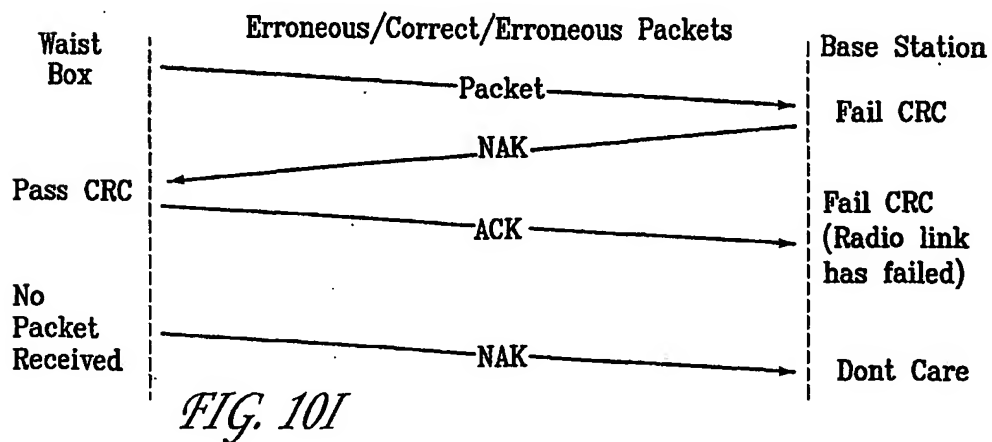 Erroneous/Correct/Erroneous Packets
Waist
Box
Base Station
Packet
Fail CRC
NAK
Pass CRC
ACK
Fail CRC
(Radio link
has failed)
No
Packet
Received
NAK
Dont Care
FIG. 10I